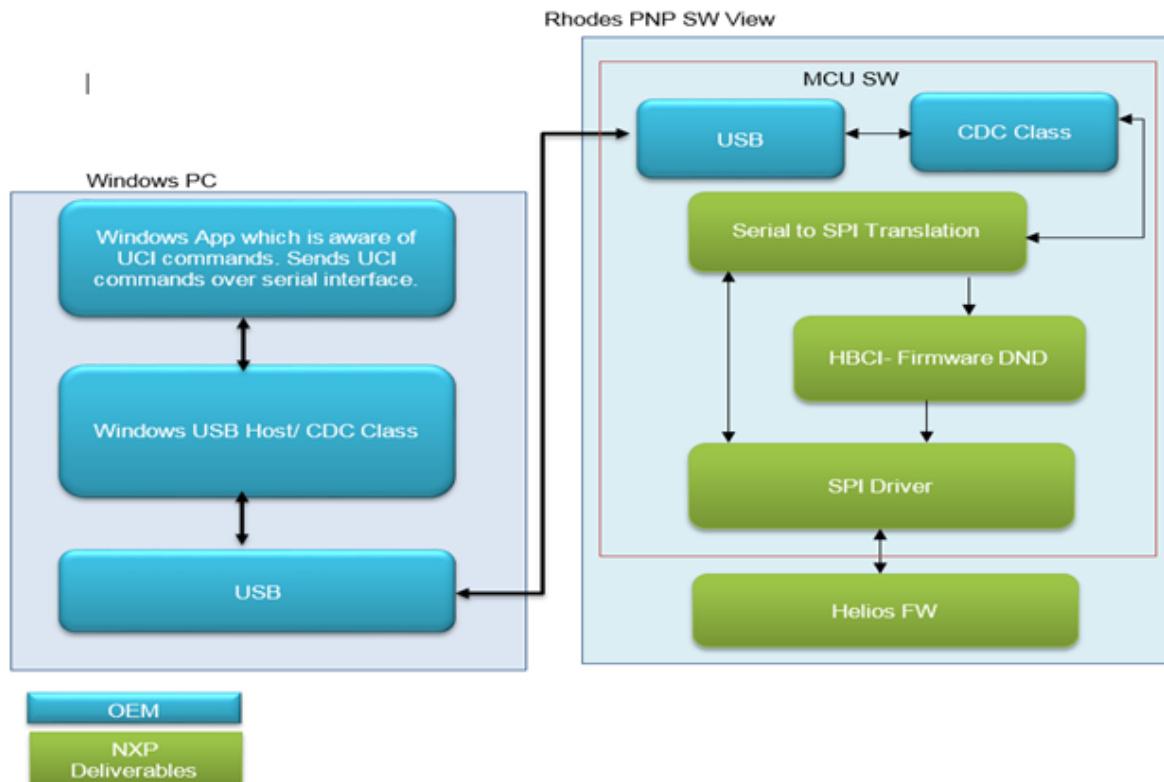 Rhodes PNP SW View
MCU SW
USB
CDC Class
Windows PC
Windows App which is aware of
UCI commands. Sends UCI
commands over serial interface.
Serial to SPI Translation
HBCI- Firmware DND
Windows USB Host/ CDC Class
SPI Driver
USB
Helios FW
OEM
NXP
Deliverables